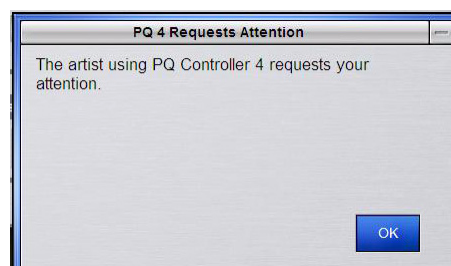 PQ 4 Requests Attention
The artist using PQ Controller 4 requests your
attention.
OK